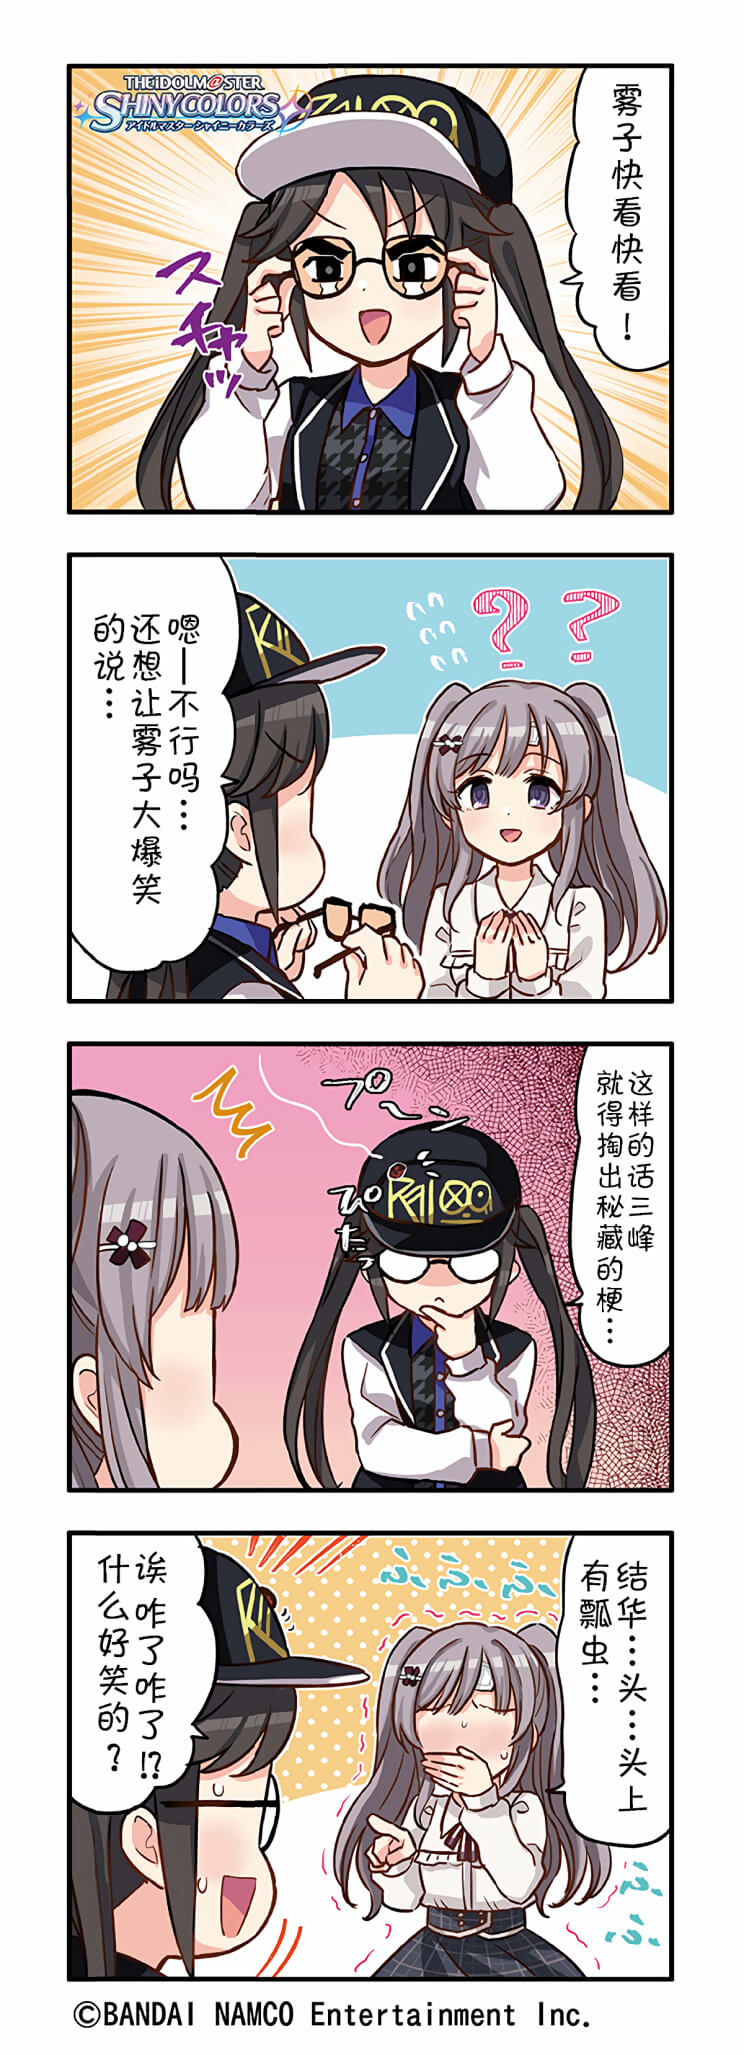 THE iDOLM@STER
SHINYCOLORS
アイドルマスター シャイニーカラーズ
雾子快看快看！
スチャッ
？？
嗯ー不行吗…
还想让雾子大爆笑
的说…
这样的话三峰
就得掏出秘藏的梗…
プ〜ン
ぴたっ
结华…头…头上
有瓢虫…
ふふふふ
诶 咋了咋了!?
什么好笑的？
ふふ
©BANDAI NAMCO Entertainment Inc.